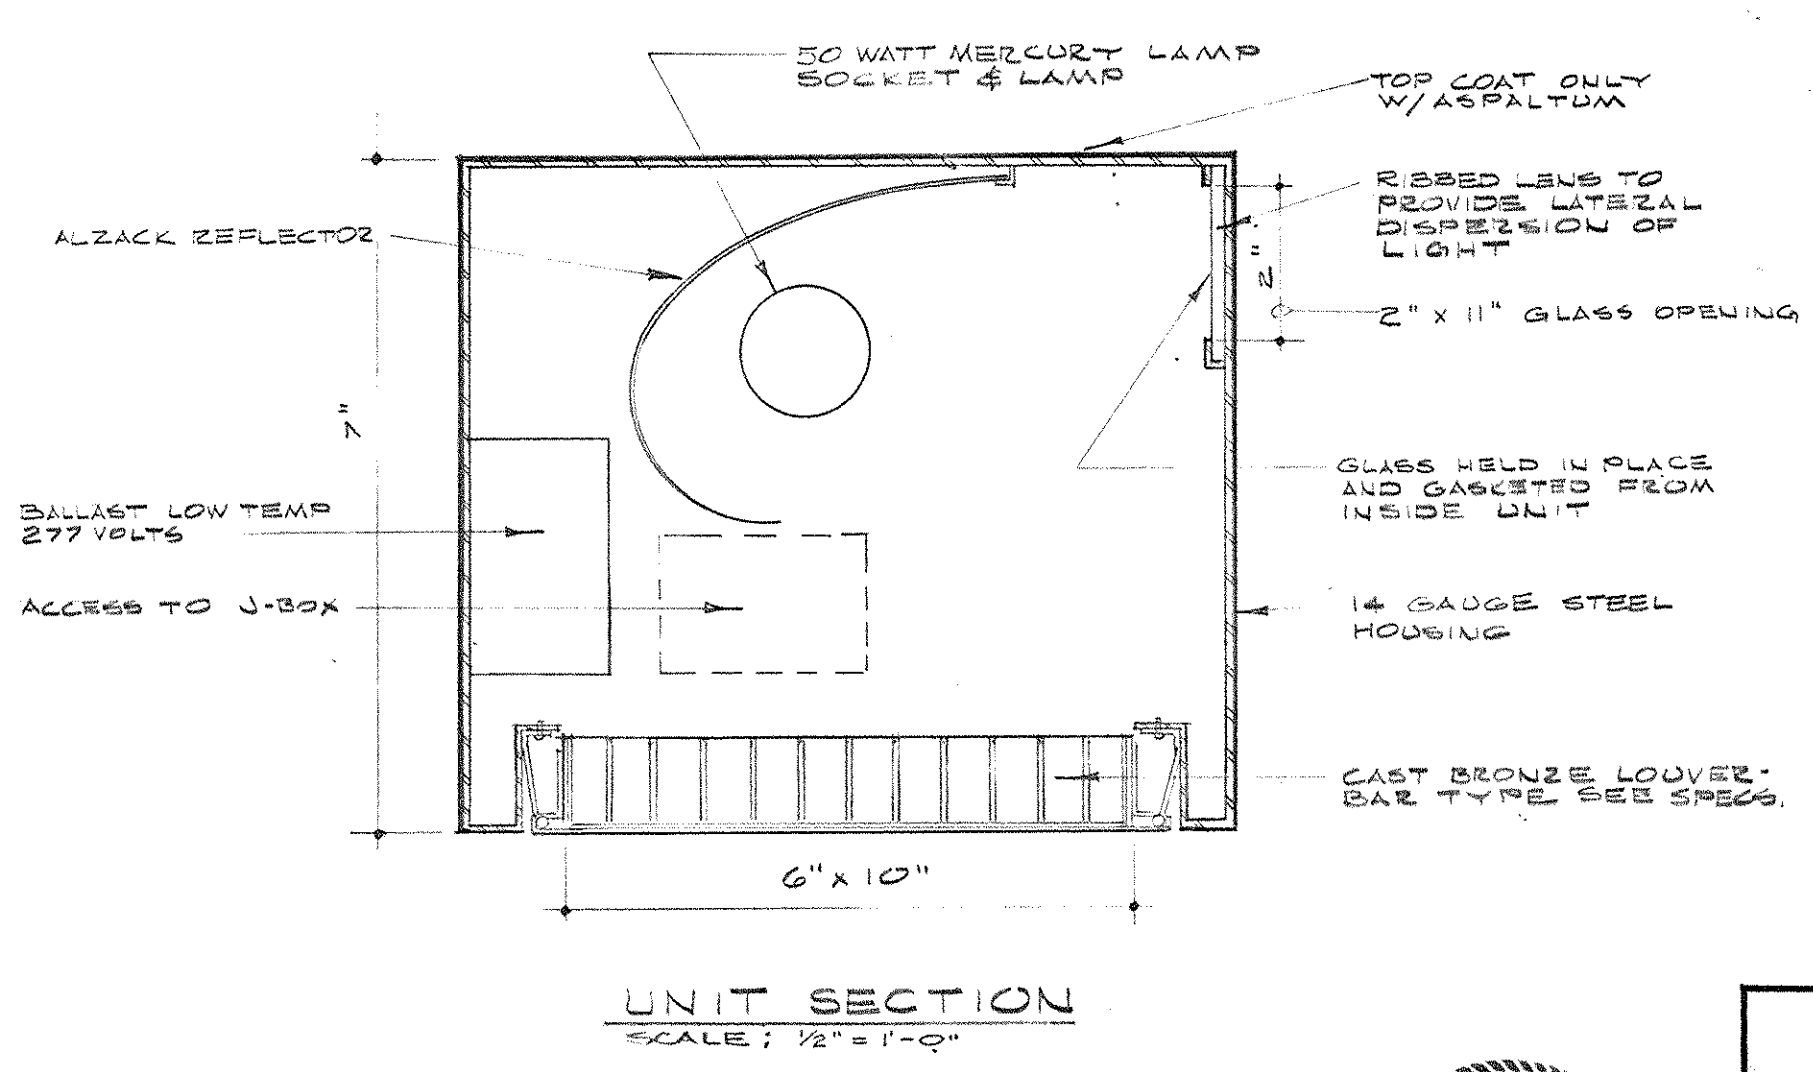 50 WATT MERCURY LAMP
SOCKET & LAMP
TOP COAT ONLY
W/ASPALTUM
RIBBED LENS TO
PROVIDE LATERAL
DISPERSION OF
LIGHT
ALZACK REFLECTOR
2"
2" x 11" GLASS OPENING
7"
GLASS HELD IN PLACE
AND GASKETED FROM
INSIDE UNIT
BALLAST LOW TEMP
277 VOLTS
ACCESS TO J-BOX
14 GAUGE STEEL
HOUSING
CAST BRONZE LOUVER-
BAR TYPE SEE SPECS.
6" x 10"
UNIT SECTION
SCALE; 1/2" = 1'-0"